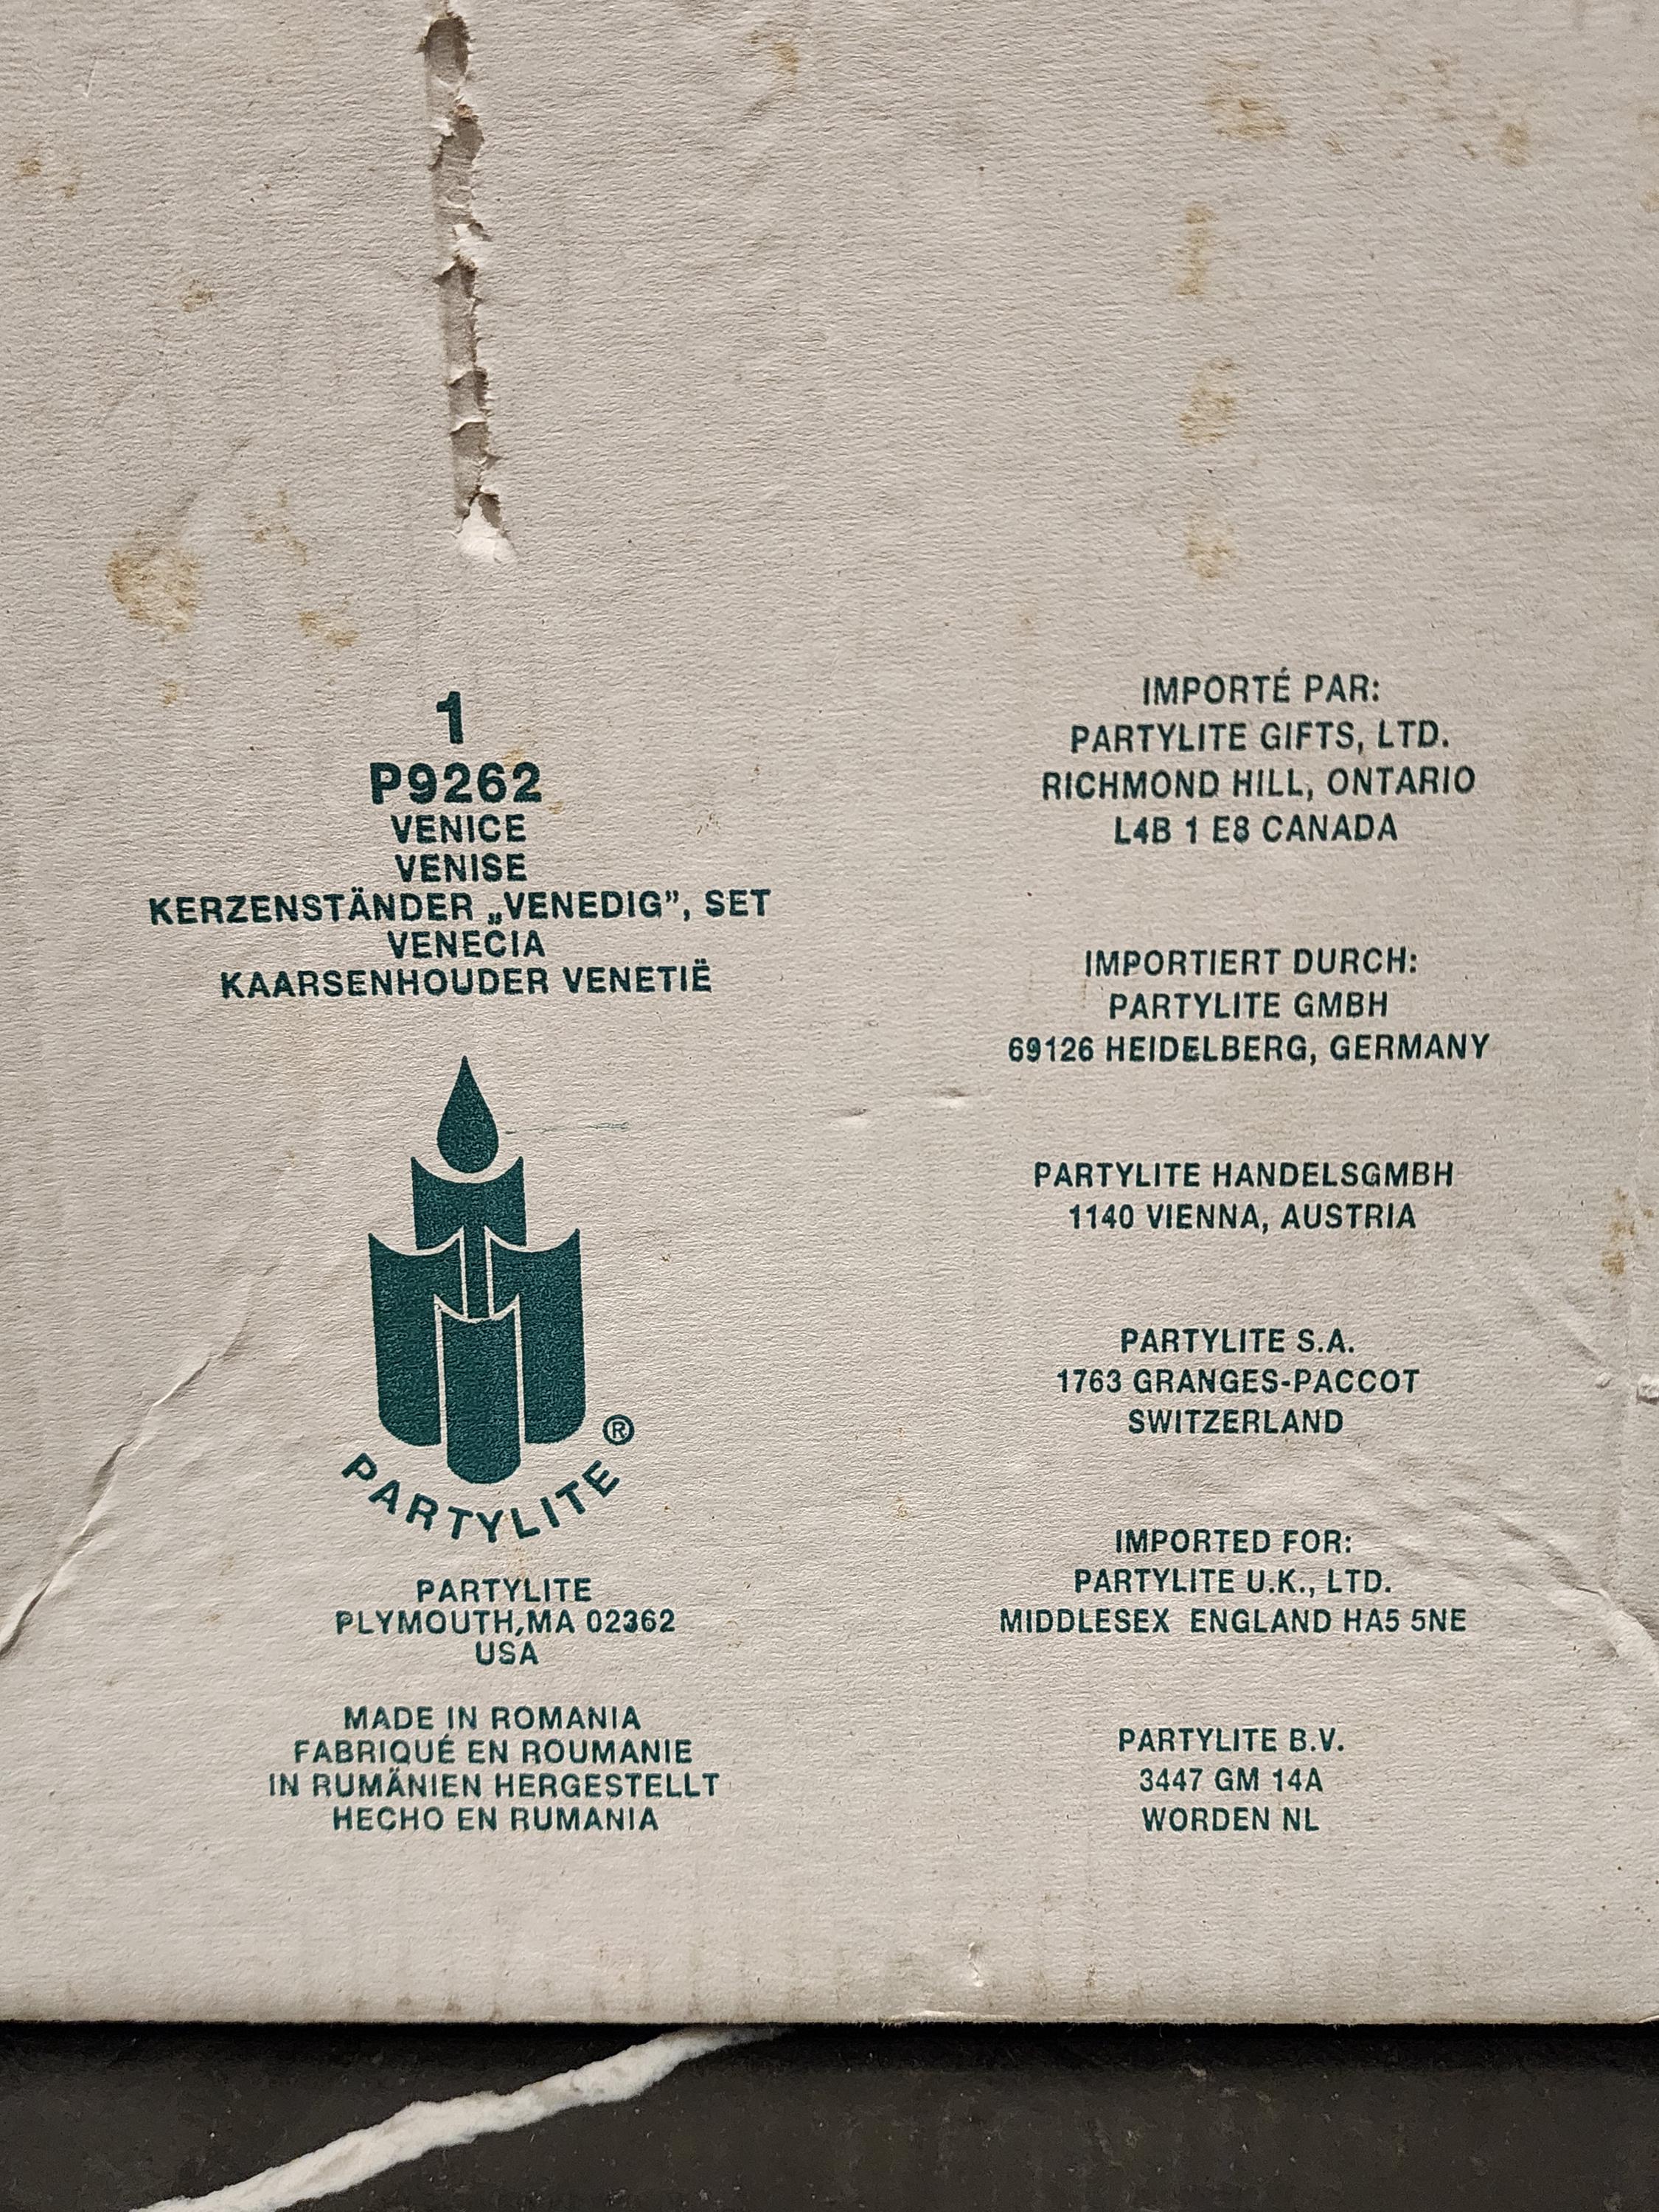 1
P9262
VENICE
VENISE
KERZENSTÄNDER „VENEDIG”, SET
VENECIA
KAARSENHOUDER VENETIË
PARTYLITE®
PARTYLITE
PLYMOUTH,MA 02362
USA
MADE IN ROMANIA
FABRIQUÉ EN ROUMANIE
IN RUMÄNIEN HERGESTELLT
HECHO EN RUMANIA
IMPORTÉ PAR:
PARTYLITE GIFTS, LTD.
RICHMOND HILL, ONTARIO
L4B 1 E8 CANADA
IMPORTIERT DURCH:
PARTYLITE GMBH
69126 HEIDELBERG, GERMANY
PARTYLITE HANDELSGMBH
1140 VIENNA, AUSTRIA
PARTYLITE S.A.
1763 GRANGES-PACCOT
SWITZERLAND
IMPORTED FOR:
PARTYLITE U.K., LTD.
MIDDLESEX ENGLAND HA5 5NE
PARTYLITE B.V.
3447 GM 14A
WORDEN NL